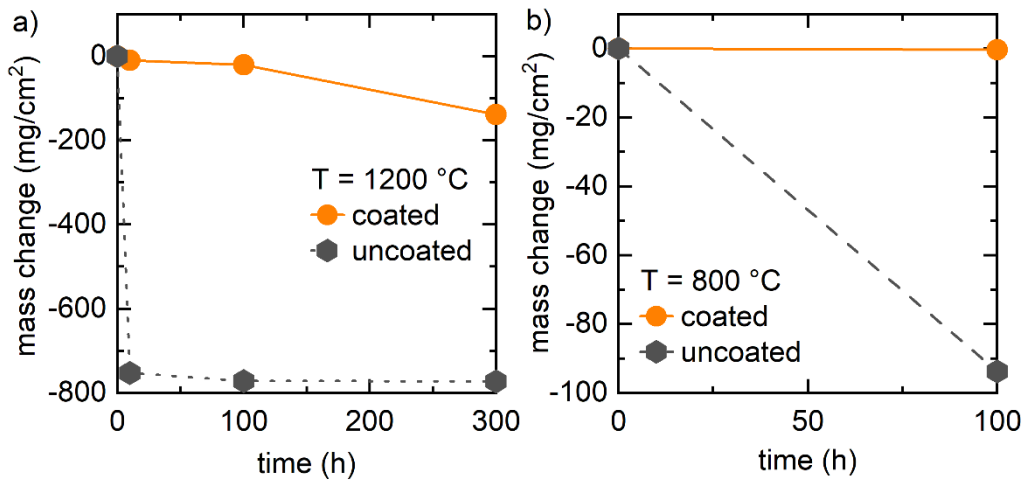 a)
mass change (mg/cm²)
0
-200
-400
-600
-800
T = 1200 °C
coated
uncoated
0
100
200
300
time (h)
b)
mass change (mg/cm²)
0
-20
-40
-60
-80
-100
T = 800 °C
coated
uncoated
0
50
100
time (h)